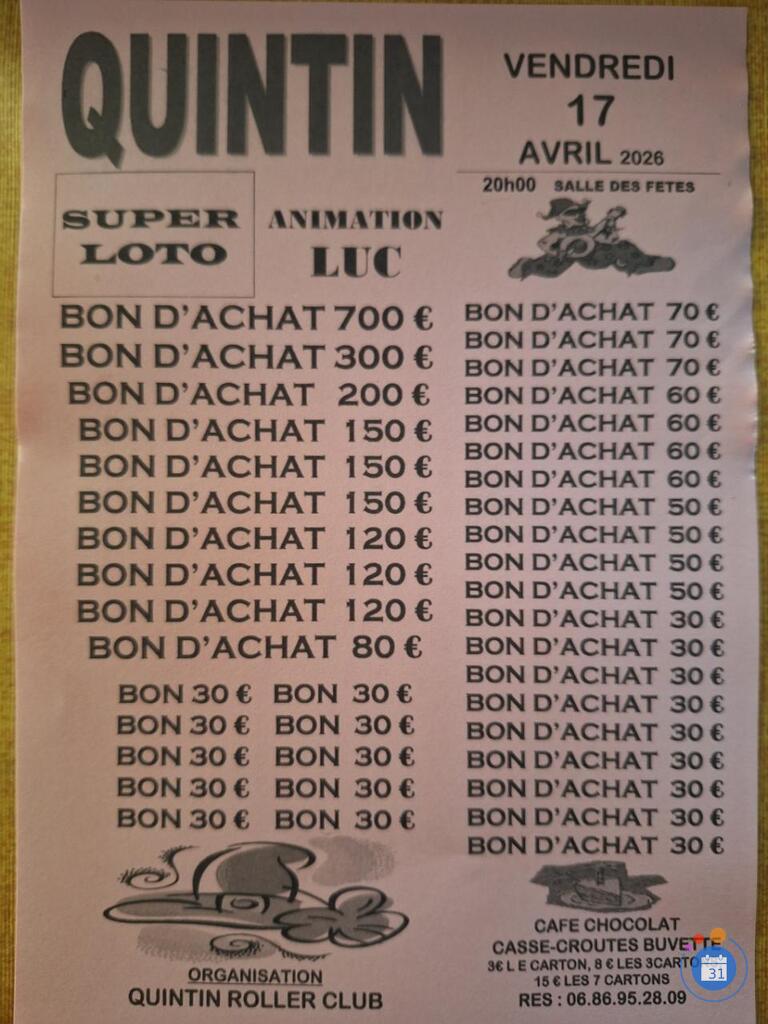 QUINTIN
VENDREDI
17
AVRIL 2026
20h00 SALLE DES FETES
SUPER
LOTO
ANIMATION
LUC
BON D'ACHAT 700 €
BON D'ACHAT 300 €
BON D'ACHAT 200 €
BON D'ACHAT 150 €
BON D'ACHAT 150 €
BON D'ACHAT 150 €
BON D'ACHAT 120 €
BON D'ACHAT 120 €
BON D'ACHAT 120 €
BON D'ACHAT 80 €
BON 30 € BON 30 €
BON 30 € BON 30 €
BON 30 € BON 30 €
BON 30 € BON 30 €
BON 30 € BON 30 €
ORGANISATION
QUINTIN ROLLER CLUB
BON D'ACHAT 70 €
BON D'ACHAT 70 €
BON D'ACHAT 70 €
BON D'ACHAT 60 €
BON D'ACHAT 60 €
BON D'ACHAT 60 €
BON D'ACHAT 60 €
BON D'ACHAT 50 €
BON D'ACHAT 50 €
BON D'ACHAT 50 €
BON D'ACHAT 50 €
BON D'ACHAT 30 €
BON D'ACHAT 30 €
BON D'ACHAT 30 €
BON D'ACHAT 30 €
BON D'ACHAT 30 €
BON D'ACHAT 30 €
BON D'ACHAT 30 €
BON D'ACHAT 30 €
BON D'ACHAT 30 €
CAFE CHOCOLAT
CASSE-CROUTES BUVETTE
3€ L E CARTON, 8 € LES 3CARTO
15 € LES 7 CARTONS
RES : 06.86.95.28.09
31